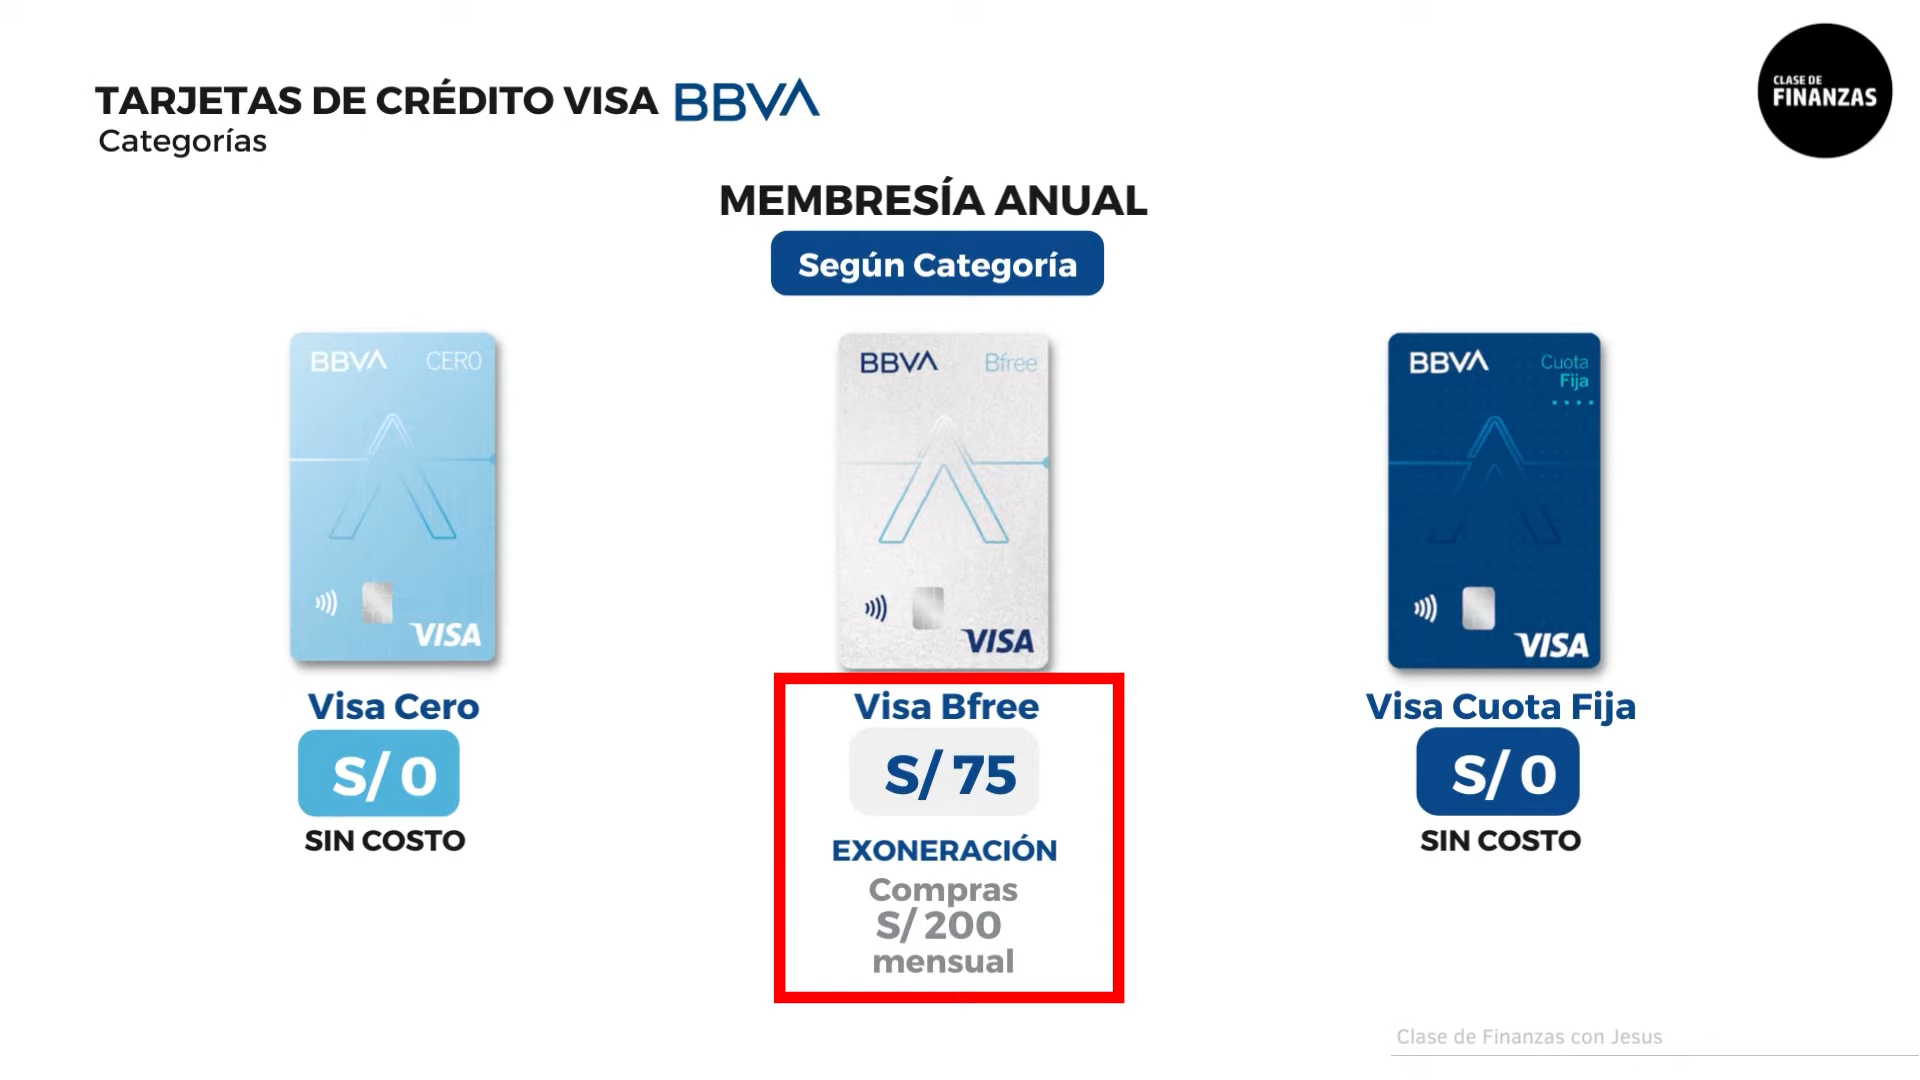 TARJETAS DE CRÉDITO VISA BBVA
Categorías
CLASE DE
FINANZAS
MEMBRESÍA ANUAL
Según Categoría
BBVA CERO
VISA
Visa Cero
S/ 0
SIN COSTO
BBVA Bfree
VISA
Visa Bfree
S/ 75
EXONERACIÓN
Compras
S/ 200
mensual
BBVA Cuota
Fija
VISA
Visa Cuota Fija
S/ 0
SIN COSTO
Clase de Finanzas con Jesus